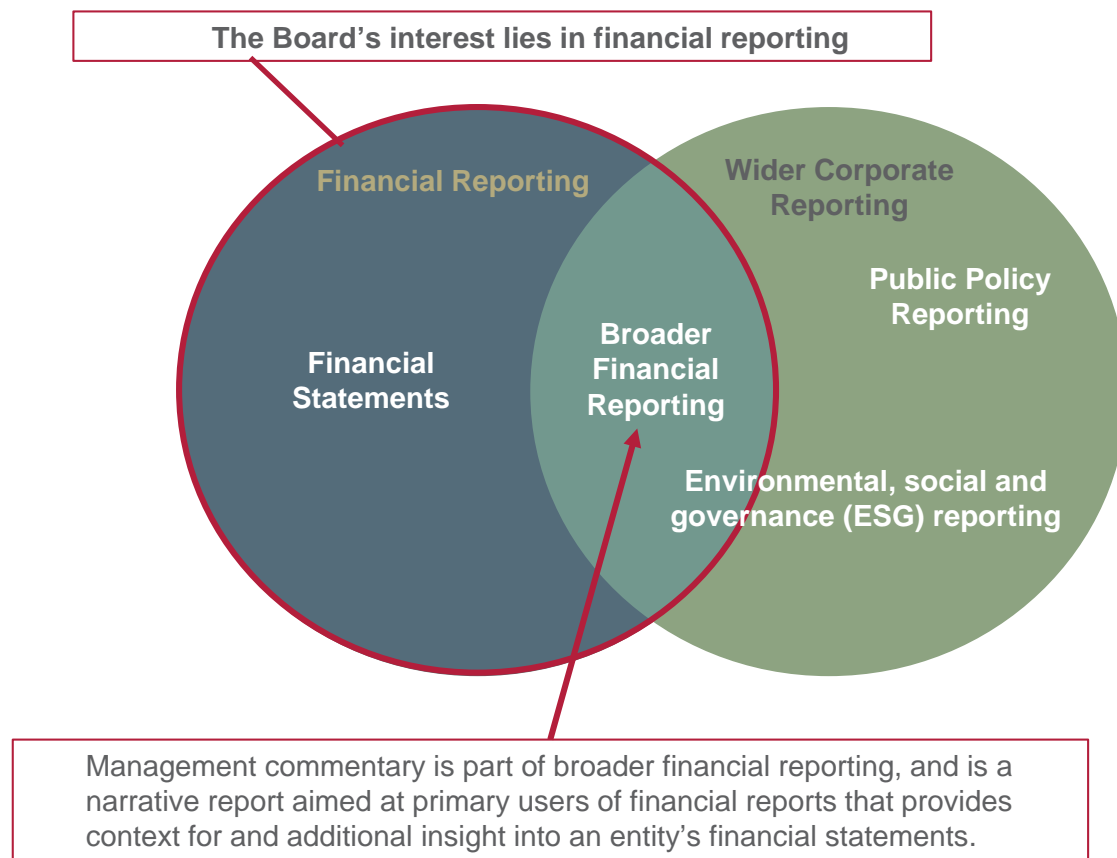 The Board’s interest lies in financial reporting
Financial Reporting
Wider Corporate
Reporting
Public Policy
Reporting
Broader
Financial
Reporting
Financial
Statements
Environmental, social and
governance (ESG) reporting
Management commentary is part of broader financial reporting, and is a
narrative report aimed at primary users of financial reports that provides
context for and additional insight into an entity’s financial statements.